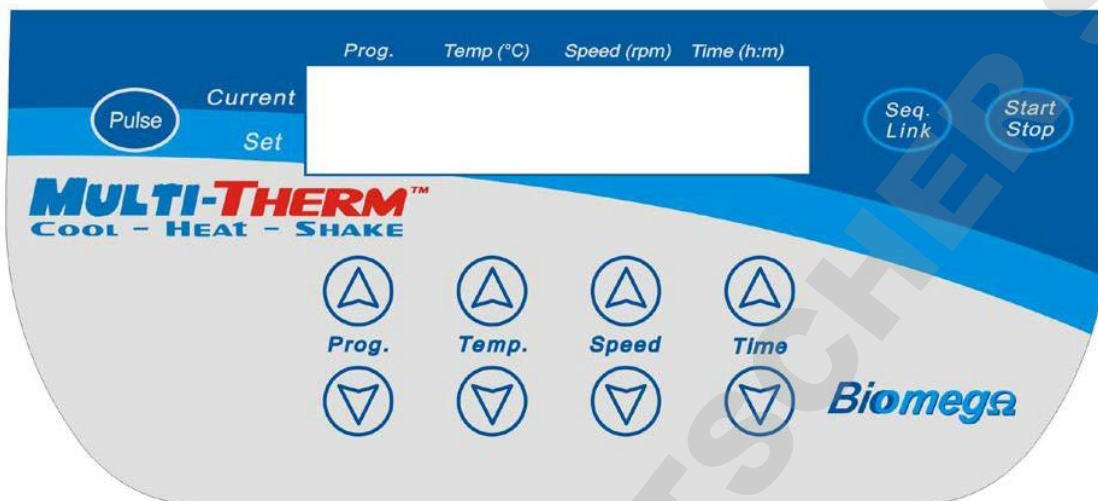 Prog. Temp (°C) Speed (rpm) Time (h:m)
Pulse
Current
Set
Seq.
Link
Start
Stop
MULTI-THERM™
COOL - HEAT - SHAKE
Prog. Temp. Speed Time
BiomegΩ